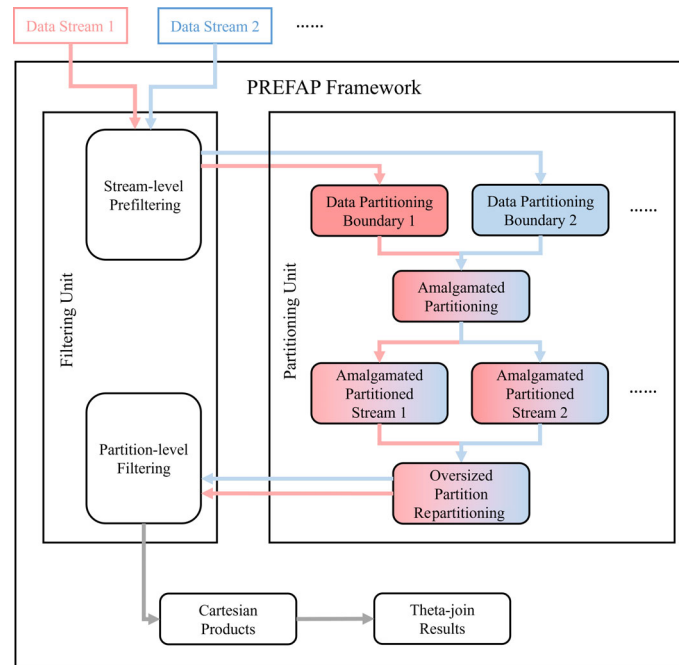 Data Stream 1
Data Stream 2
......
PREFAP Framework
Filtering Unit
Stream-level
Prefiltering
Partition-level
Filtering
Partitioning Unit
Data Partitioning
Boundary 1
Data Partitioning
Boundary 2
......
Amalgamated
Partitioning
Amalgamated
Partitioned
Stream 1
Amalgamated
Partitioned
Stream 2
......
Oversized
Partition
Repartitioning
Cartesian
Products
Theta-join
Results